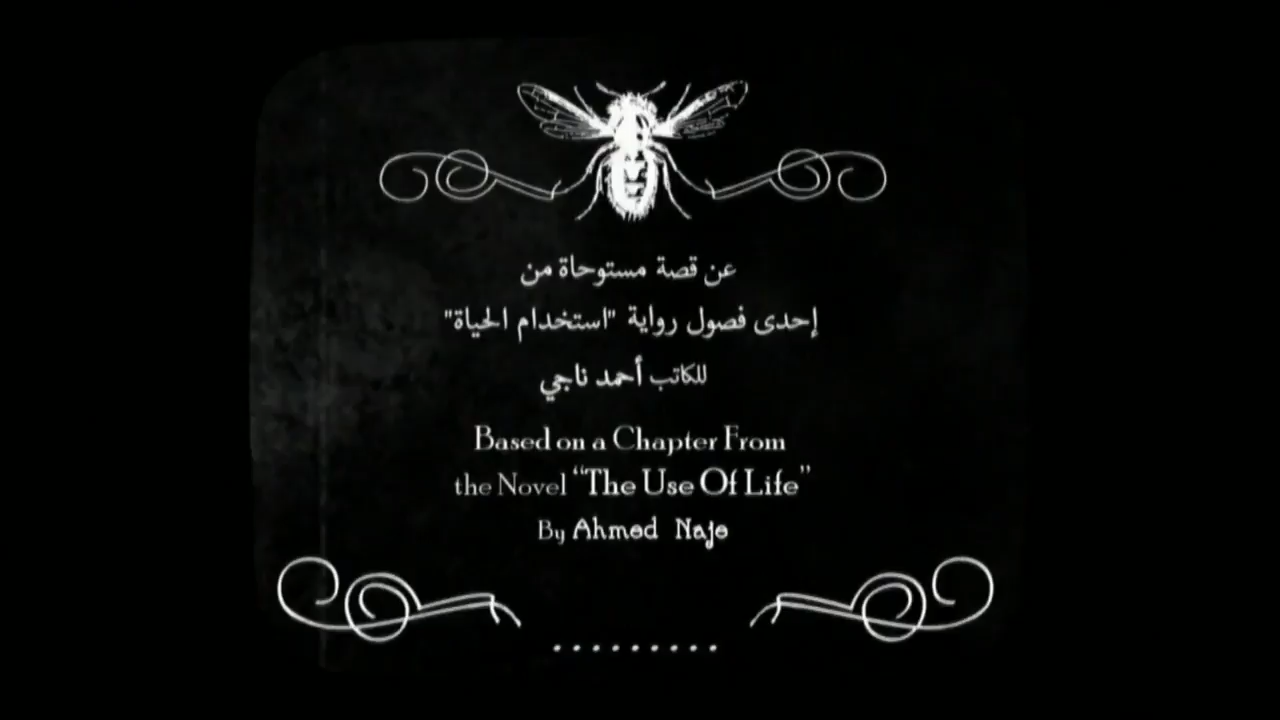 عن قصة مستوحاة من
إحدى فصول رواية "استخدام الحياة"
للكاتب أحمد ناجي
Based on a Chapter From
the Novel “The Use Of Life”
By Ahmed Naje